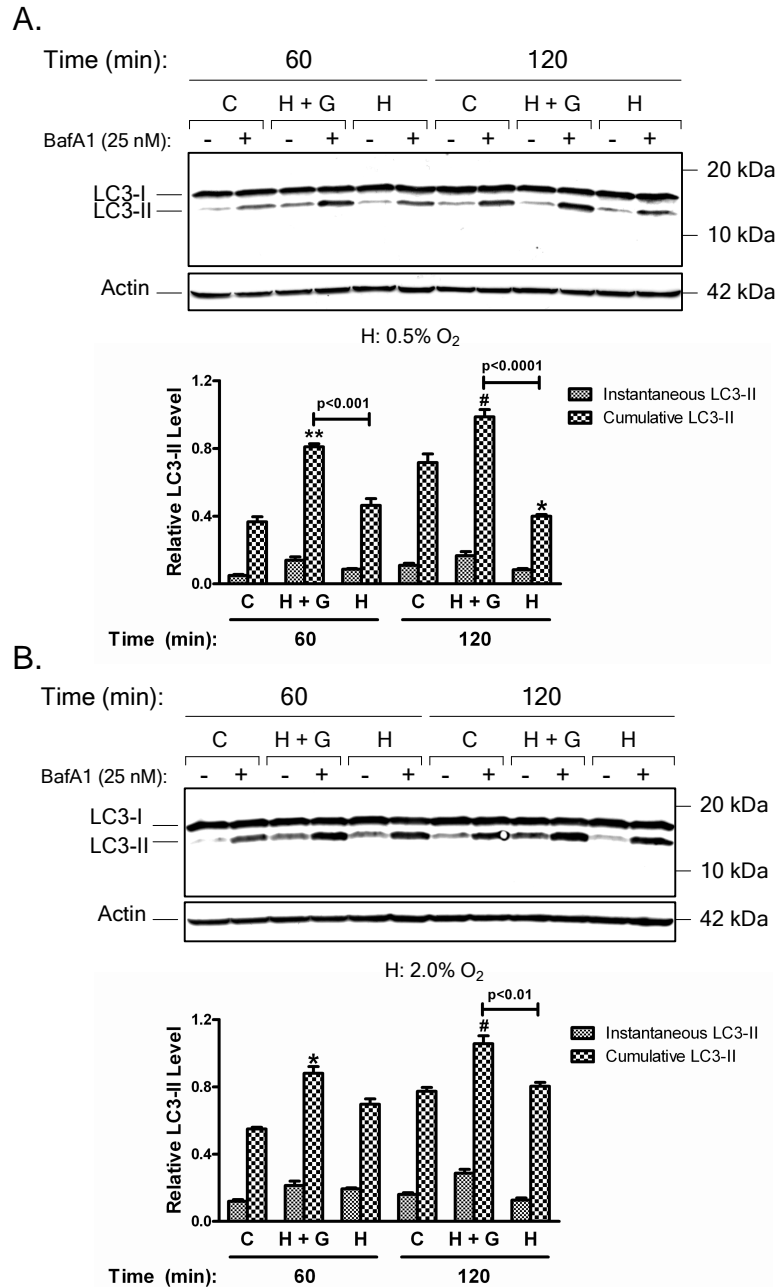 A.
Time (min): 60 120
C H + G H C H + G H
BafA1 (25 nM): - + - + - + - + - + - +
20 kDa
LC3-I
LC3-II
10 kDa
Actin 42 kDa
H: 0.5% O₂
p<0.0001
1.2
p<0.001
Instantaneous LC3-II
Cumulative LC3-II
#
**
0.8
Relative LC3-II Level
0.4
*
0.0
C H + G H C H + G H
Time (min): 60 120
B.
Time (min): 60 120
C H + G H C H + G H
BafA1 (25 nM): - + - + - + - + - + - +
20 kDa
LC3-I
LC3-II
10 kDa
Actin 42 kDa
H: 2.0% O₂
p<0.01
1.2
#
Instantaneous LC3-II
Cumulative LC3-II
*
0.8
Relative LC3-II Level
0.4
0.0
C H + G H C H + G H
Time (min): 60 120